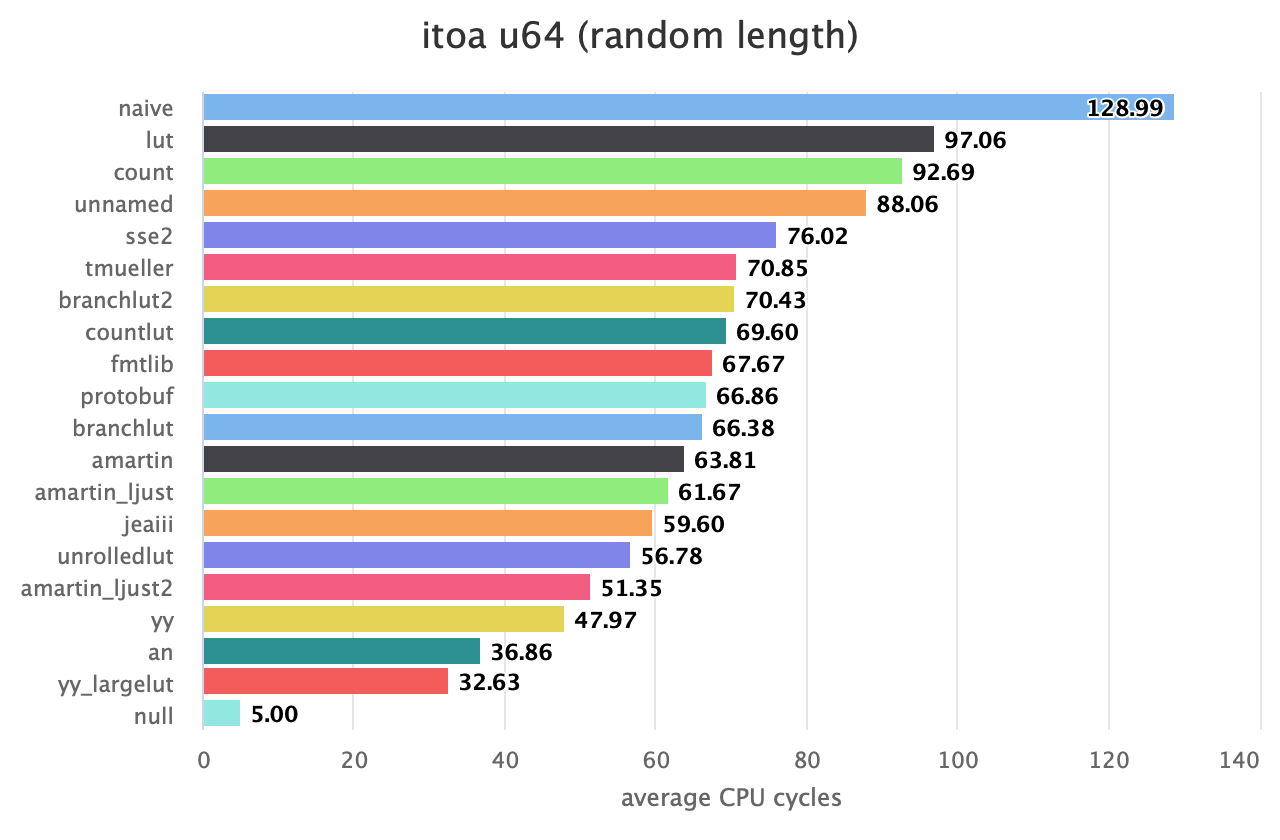 itoa u64 (random length)
naive 128.99
lut 97.06
count 92.69
unnamed 88.06
sse2 76.02
tmueller 70.85
branchlut2 70.43
countlut 69.60
fmtlib 67.67
protobuf 66.86
branchlut 66.38
amartin 63.81
amartin_ljust 61.67
jeaiii 59.60
unrolledlut 56.78
amartin_ljust2 51.35
yy 47.97
an 36.86
yy_largelut 32.63
null 5.00
0 20 40 60 80 100 120 140
average CPU cycles